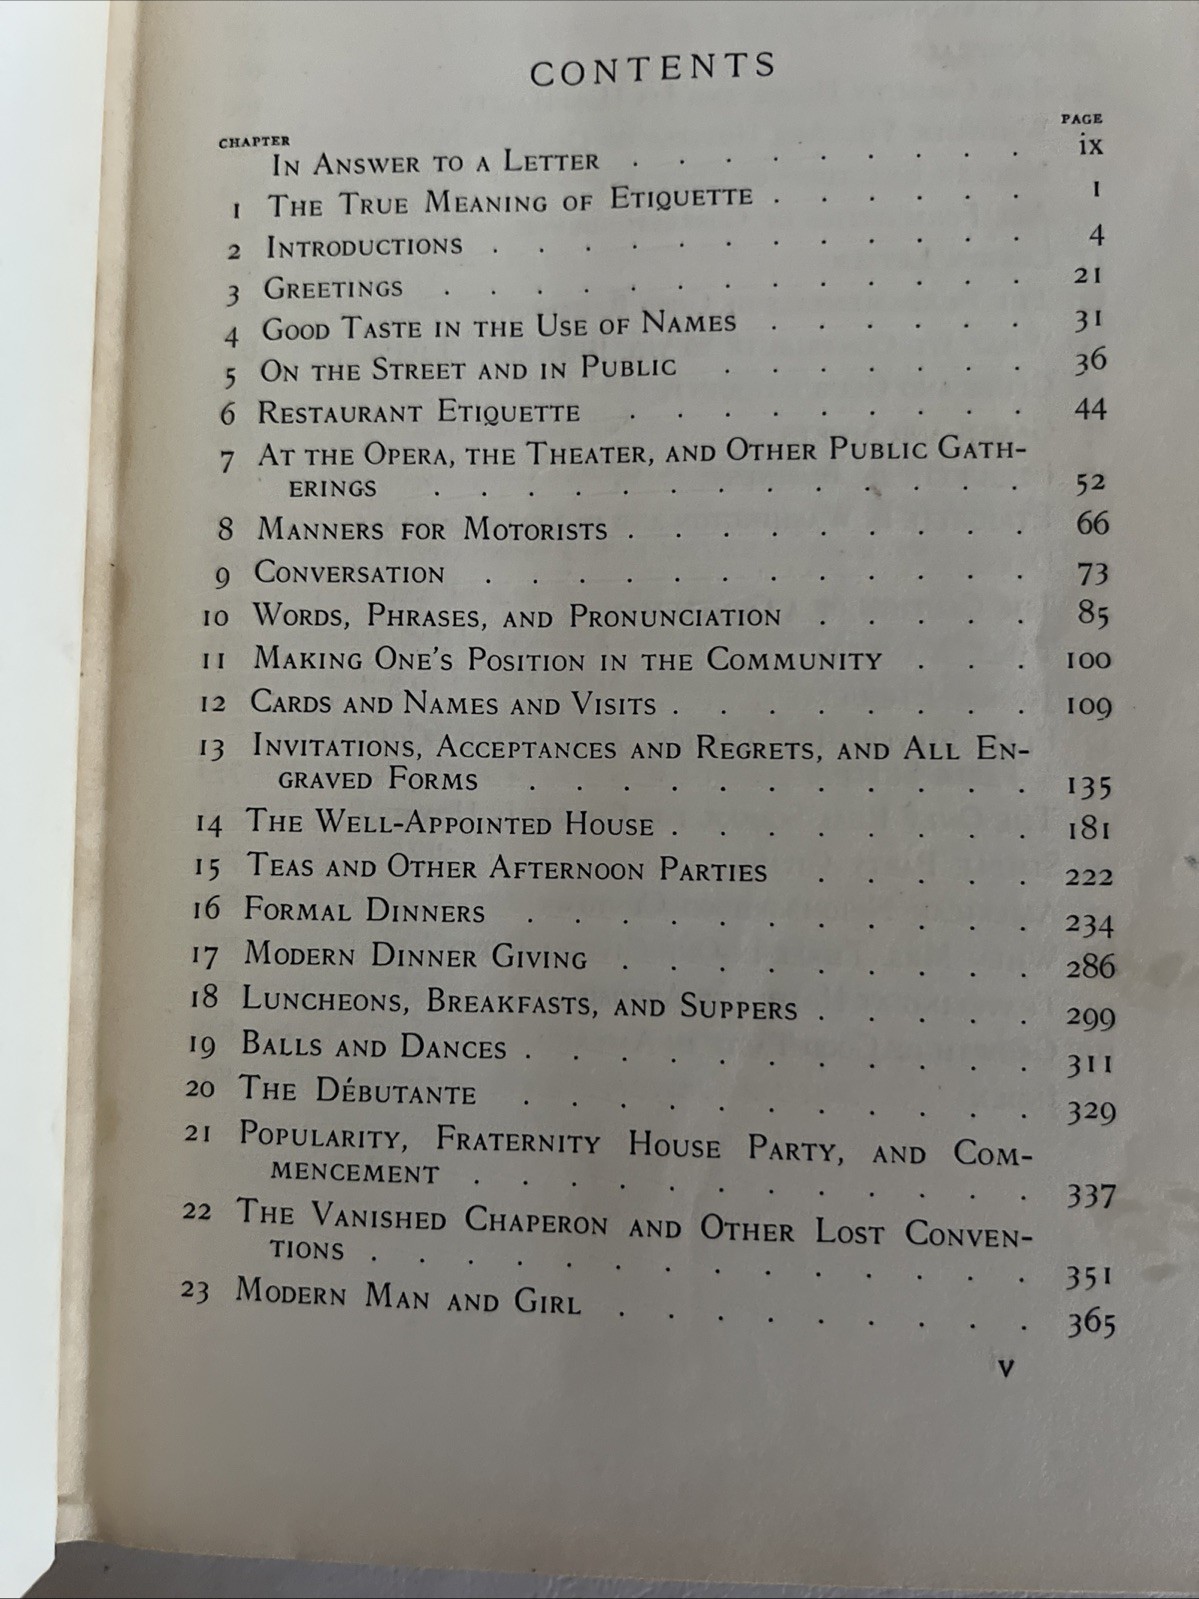 CONTENTS
CHAPTER PAGE
In Answer to a Letter . . . . . . . . . ix
1 The True Meaning of Etiquette . . . . . . 1
2 Introductions . . . . . . . . . . . . 4
3 Greetings . . . . . . . . . . . . . 21
4 Good Taste in the Use of Names . . . . . . 31
5 On the Street and in Public . . . . . . . 36
6 Restaurant Etiquette . . . . . . . . . 44
7 At the Opera, the Theater, and Other Public Gath-
erings . . . . . . . . . . . . . 52
8 Manners for Motorists . . . . . . . . . 66
9 Conversation . . . . . . . . . . . . 73
10 Words, Phrases, and Pronunciation . . . . . 85
11 Making One's Position in the Community . . . 100
12 Cards and Names and Visits . . . . . . . . 109
13 Invitations, Acceptances and Regrets, and All En-
graved Forms . . . . . . . . . . . 135
14 The Well-Appointed House . . . . . . . . 181
15 Teas and Other Afternoon Parties . . . . . 222
16 Formal Dinners . . . . . . . . . . . 234
17 Modern Dinner Giving . . . . . . . . . 286
18 Luncheons, Breakfasts, and Suppers . . . . . 299
19 Balls and Dances . . . . . . . . . . . 311
20 The Débutante . . . . . . . . . . . 329
21 Popularity, Fraternity House Party, and Com-
mencement . . . . . . . . . . . . 337
22 The Vanished Chaperon and Other Lost Conven-
tions . . . . . . . . . . . . . . 351
23 Modern Man and Girl . . . . . . . . . 365
v